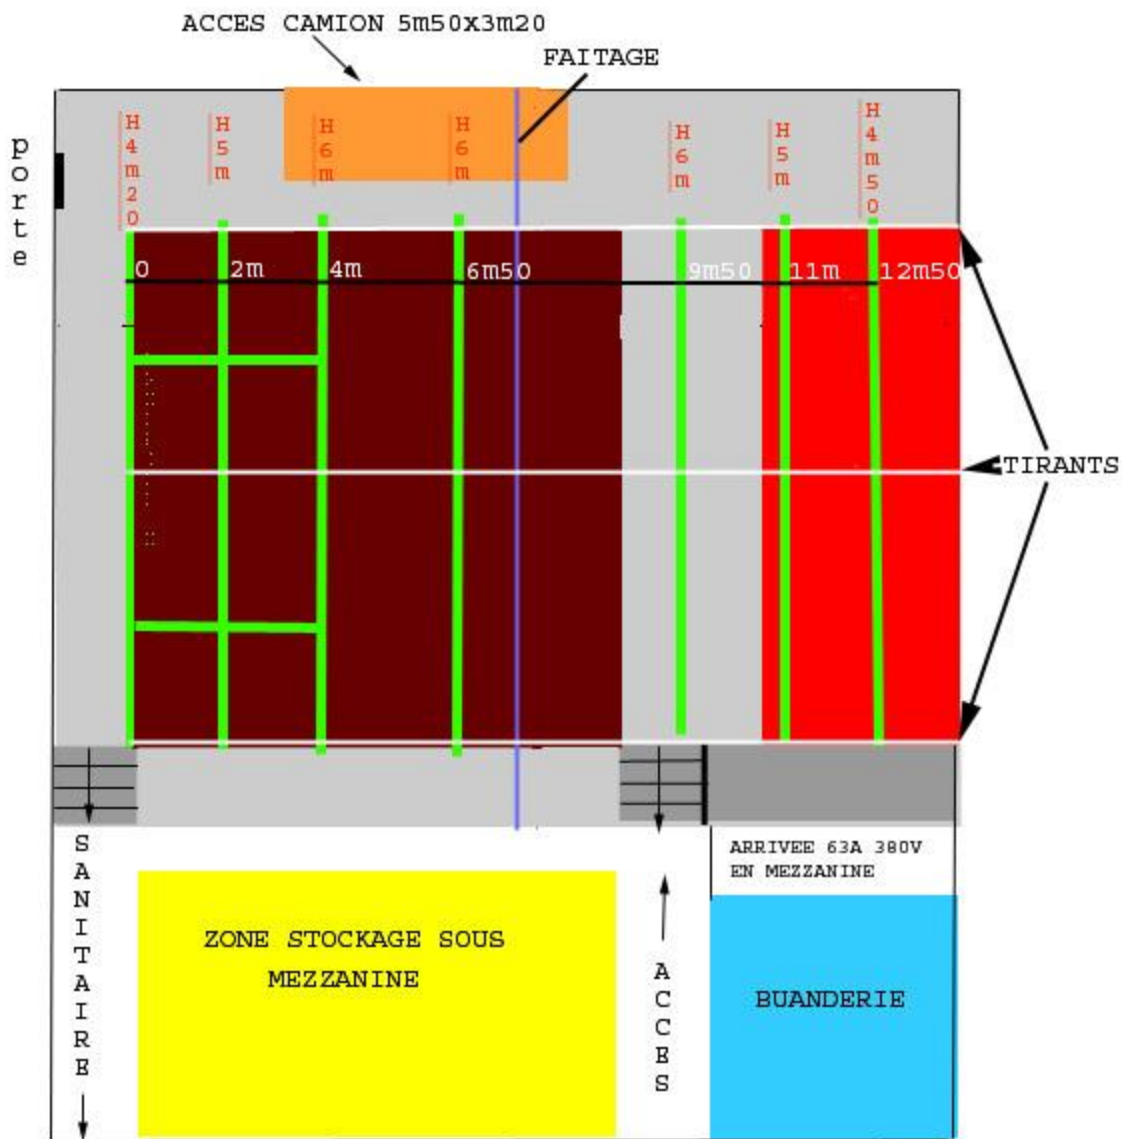 ACCES CAMION 5m50x3m20
FAITAGE
porte
H4m20
H5m
H6m
H6m
H6m
H5m
H4m50
0 2m 4m 6m50 9m50 11m 12m50
TIRANTS
SANITAIRE
ARRIVEE 63A 380V
EN MEZZANINE
ZONE STOCKAGE SOUS
MEZZANINE
ACCES
BUANDERIE